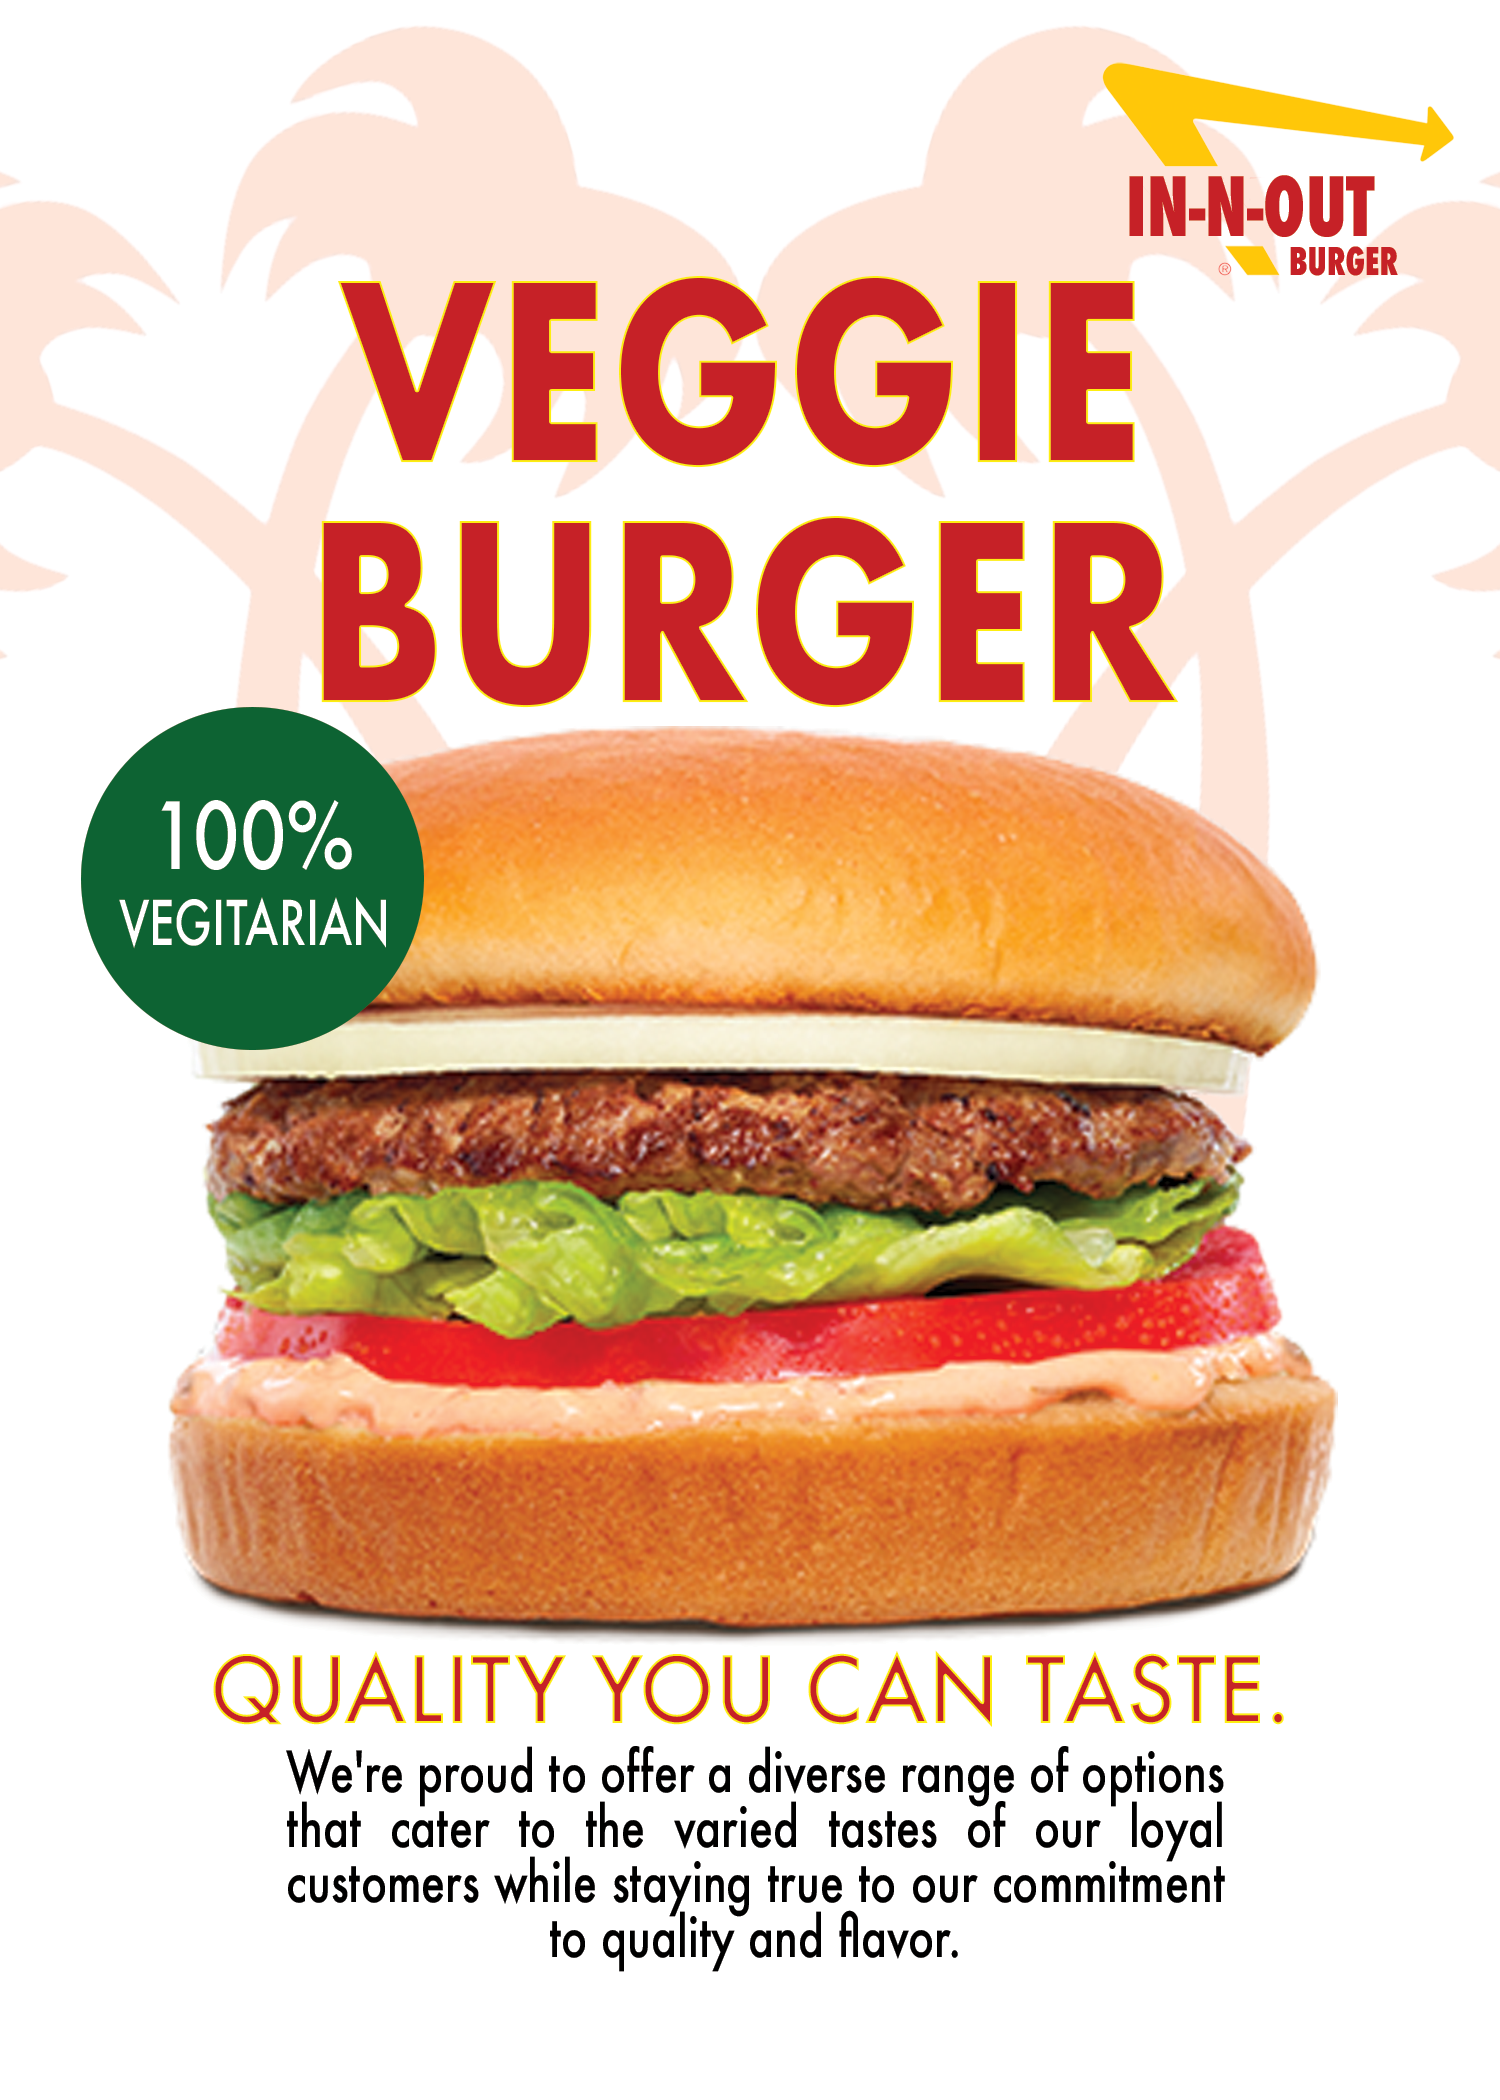 IN-N-OUT
® BURGER
VEGGIE
BURGER
100%
VEGITARIAN
QUALITY YOU CAN TASTE.
We're proud to offer a diverse range of options
that cater to the varied tastes of our loyal
customers while staying true to our commitment
to quality and flavor.